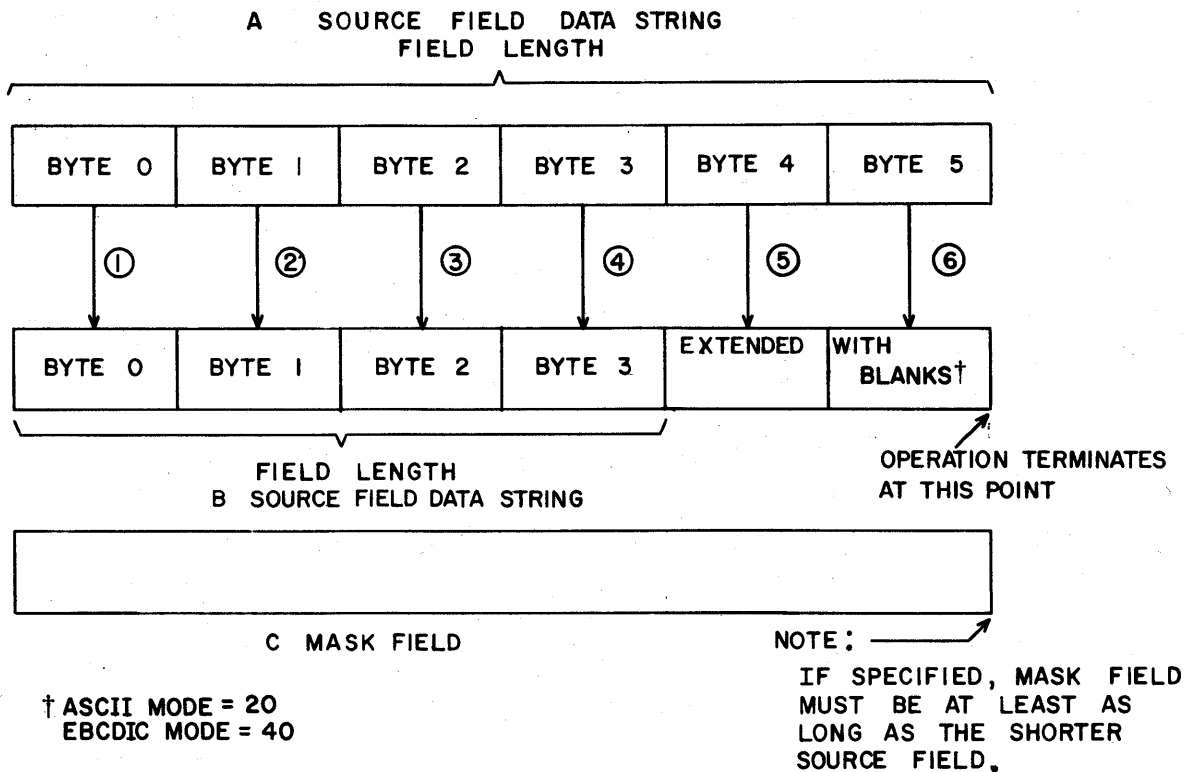 A SOURCE FIELD DATA STRING
FIELD LENGTH
BYTE 0 BYTE 1 BYTE 2 BYTE 3 BYTE 4 BYTE 5
① ② ③ ④ ⑤ ⑥
BYTE 0 BYTE 1 BYTE 2 BYTE 3 EXTENDED WITH
BLANKS†
FIELD LENGTH
B SOURCE FIELD DATA STRING
OPERATION TERMINATES
AT THIS POINT
C MASK FIELD
NOTE:
IF SPECIFIED, MASK FIELD
MUST BE AT LEAST AS
LONG AS THE SHORTER
SOURCE FIELD.
† ASCII MODE = 20
EBCDIC MODE = 40